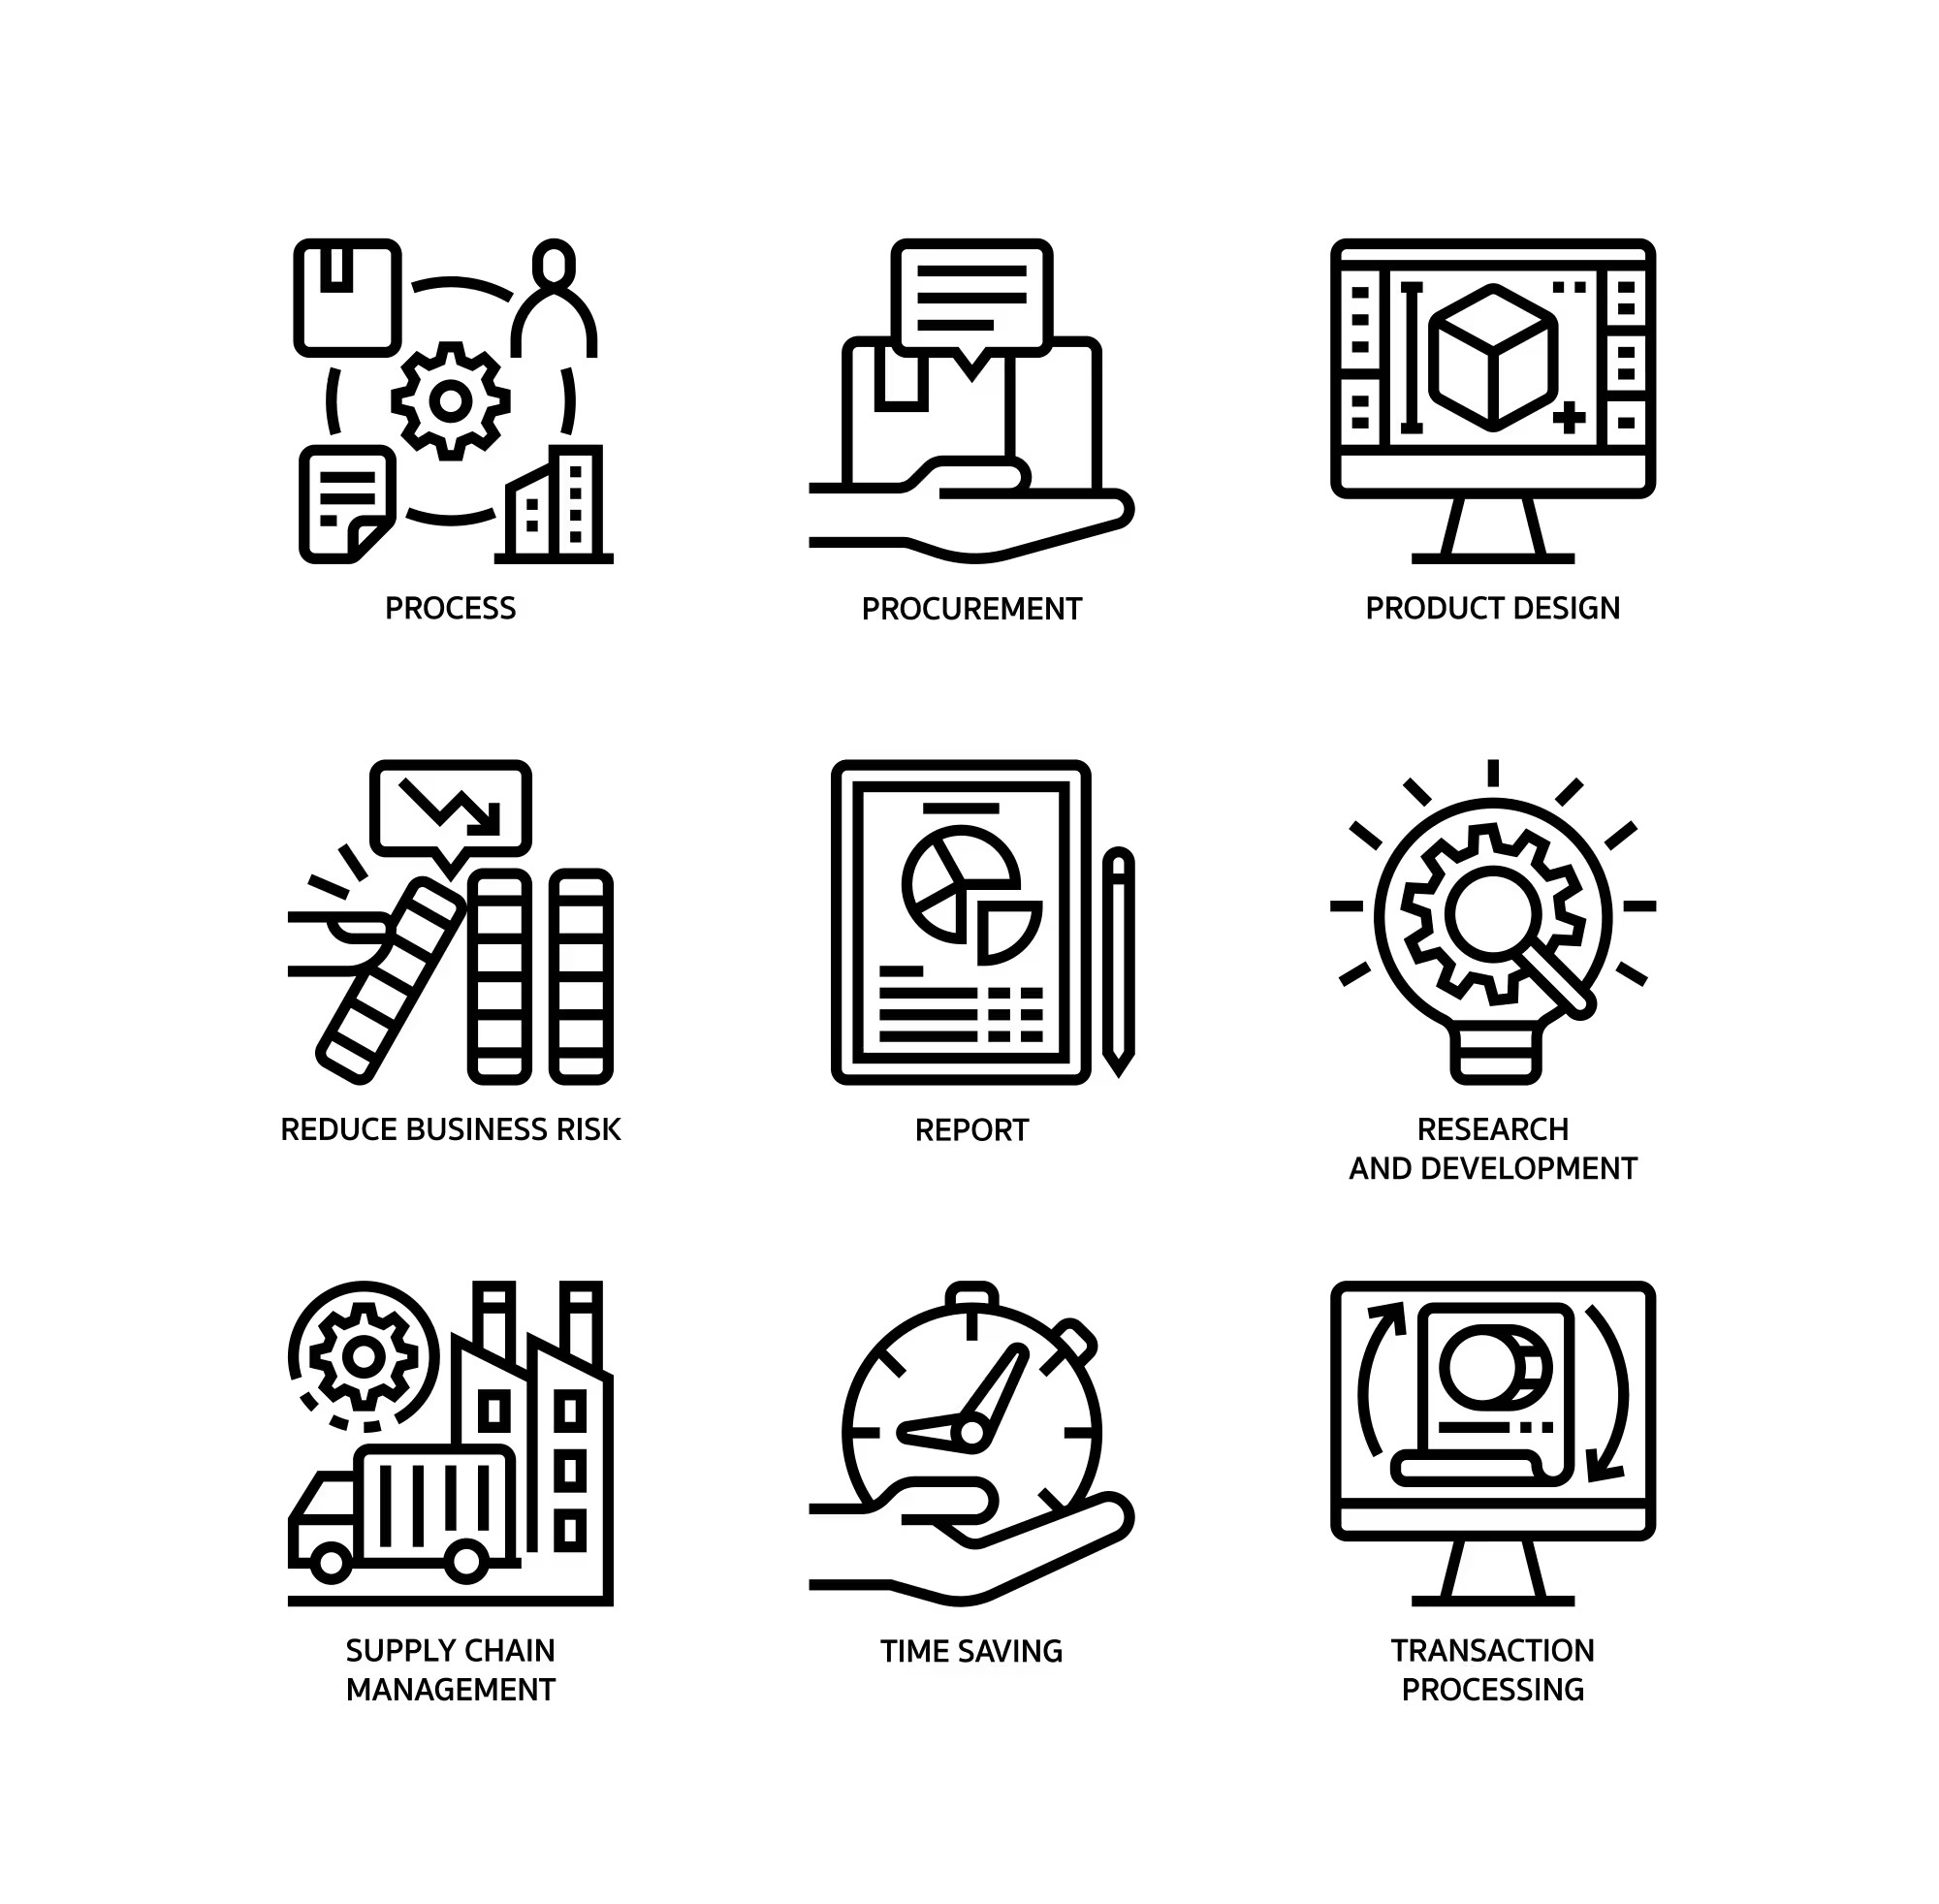 PROCESS
PROCUREMENT
PRODUCT DESIGN
REDUCE BUSINESS RISK
REPORT
RESEARCH
AND DEVELOPMENT
SUPPLY CHAIN
MANAGEMENT
TIME SAVING
TRANSACTION
PROCESSING